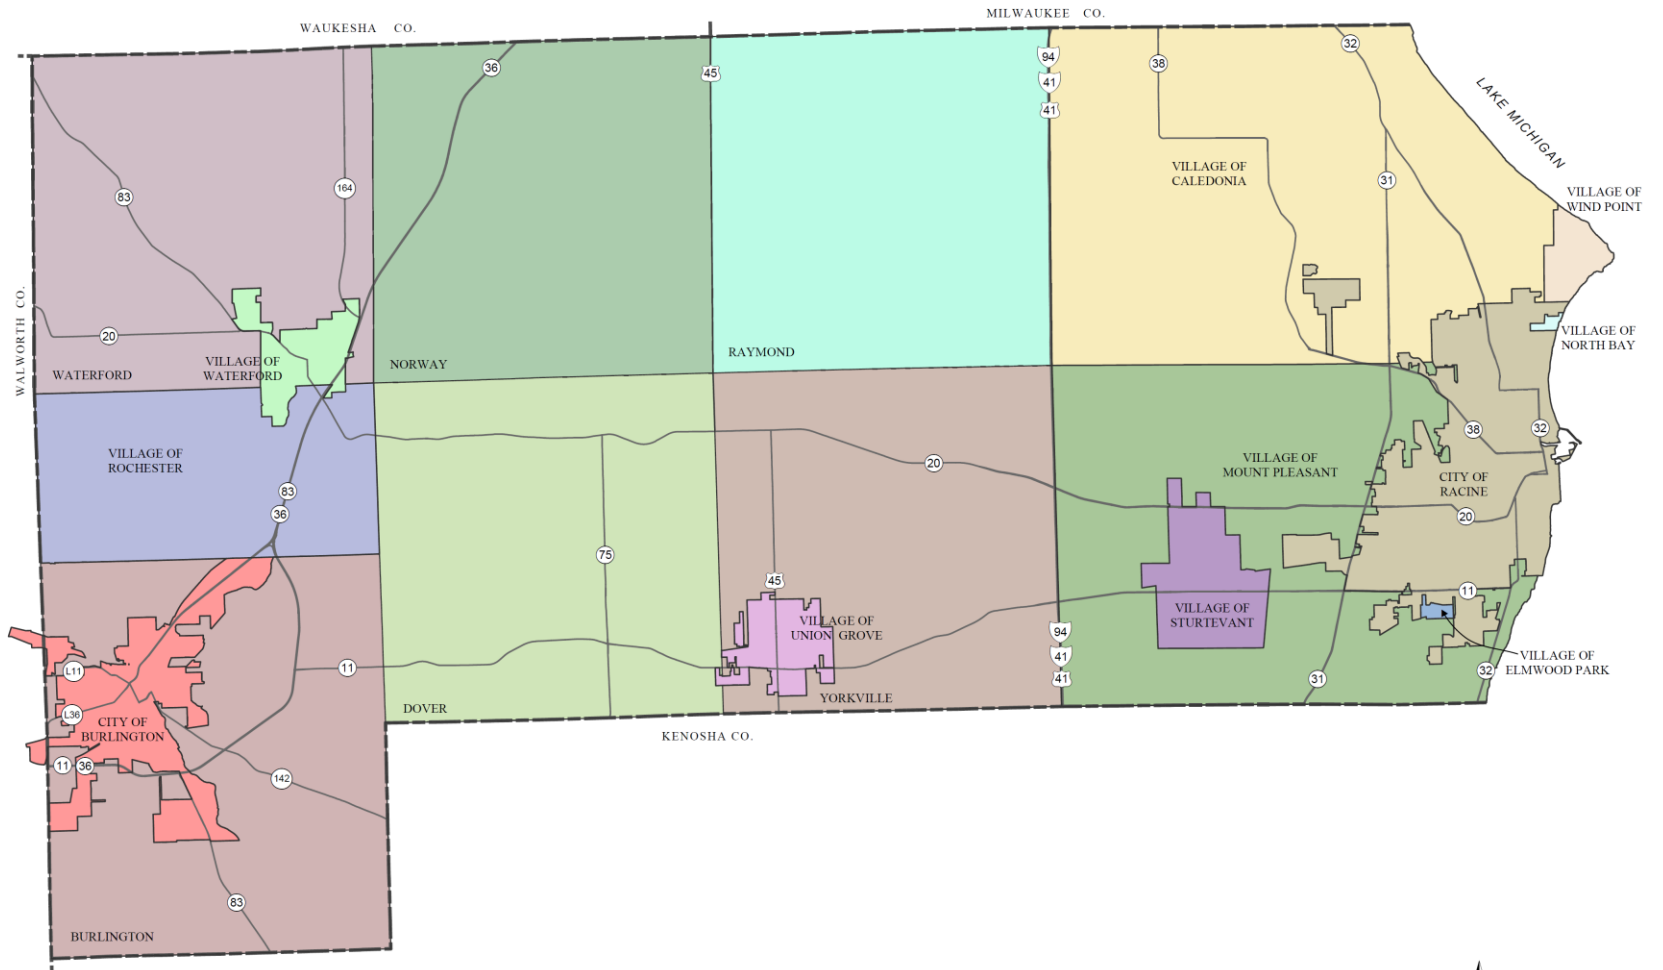 WAUKESHA CO.
MILWAUKEE CO.
32
36
94
38
45
41
41
LAKE MICHIGAN
VILLAGE OF
CALEDONIA
31
164
83
VILLAGE OF
WIND POINT
WALWORTH CO.
20
VILLAGE OF
NORTH BAY
RAYMOND
VILLAGE OF
WATERFORD
NORWAY
WATERFORD
38
32
VILLAGE OF
ROCHESTER
VILLAGE OF
MOUNT PLEASANT
20
CITY OF
RACINE
83
36
20
75
45
11
VILLAGE OF
STURTEVANT
VILLAGE OF
UNION GROVE
94
41
41
VILLAGE OF
ELMWOOD PARK
11
L11
32
31
YORKVILLE
DOVER
L36
CITY OF
BURLINGTON
KENOSHA CO.
11
36
142
83
BURLINGTON